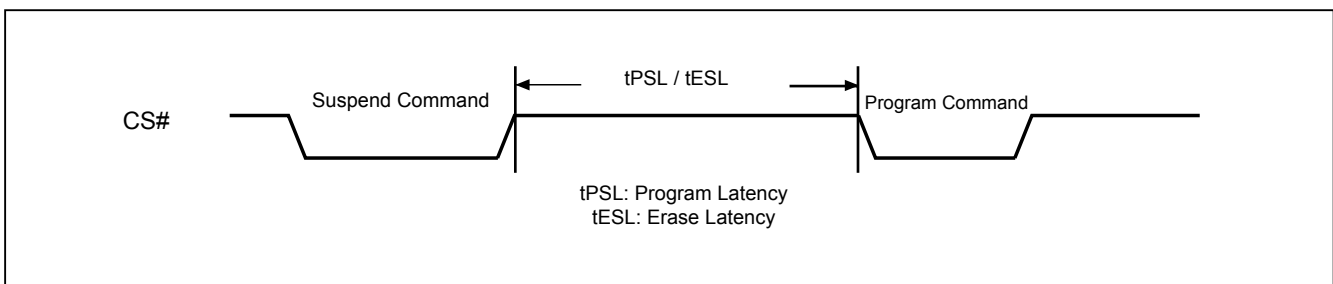 tPSL / tESL
Suspend Command
Program Command
CS#
tPSL: Program Latency
tESL: Erase Latency